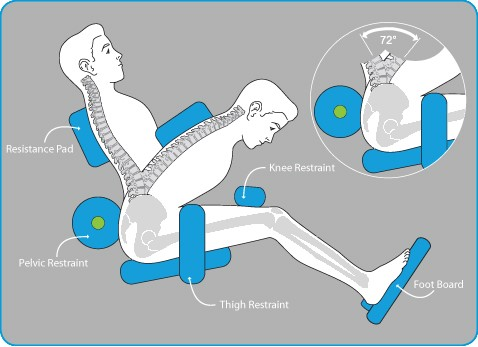 72°
Resistance Pad
Knee Restraint
Pelvic Restraint
Thigh Restraint
Foot Board